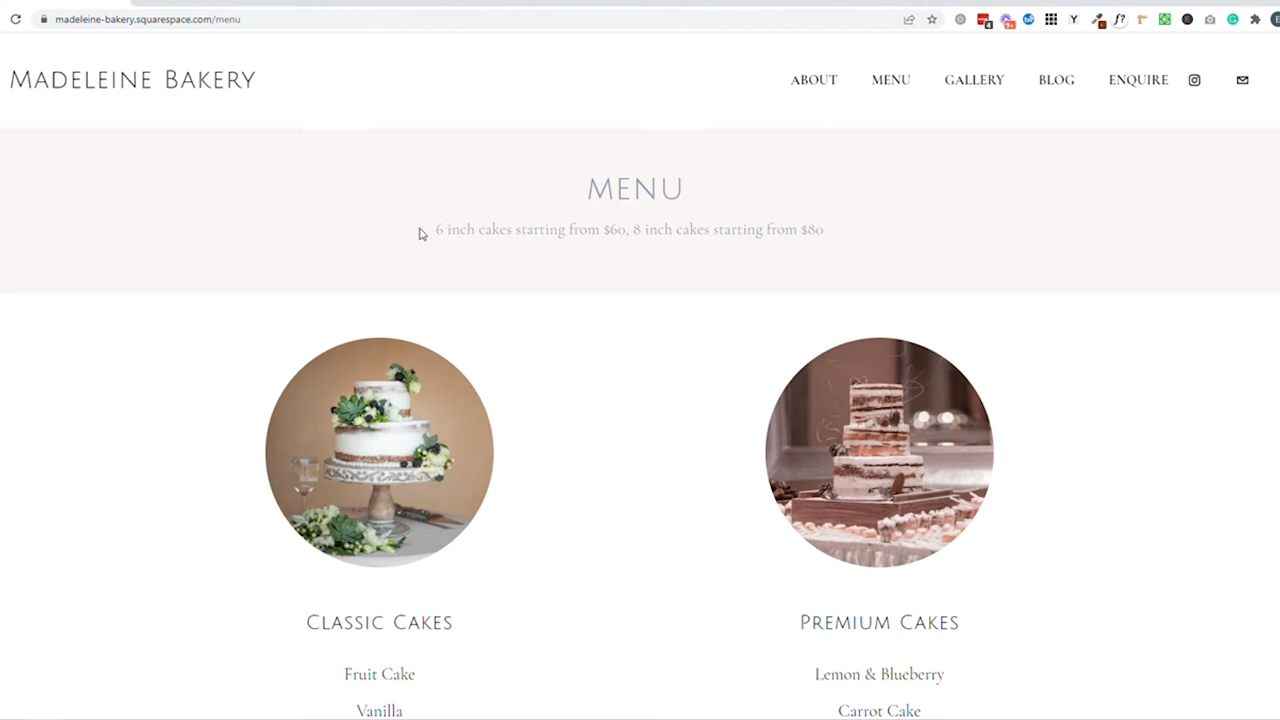 madeleine-bakery.squarespace.com/menu
MADELEINE BAKERY
ABOUT MENU GALLERY BLOG ENQUIRE
MENU
6 inch cakes starting from $60, 8 inch cakes starting from $80
CLASSIC CAKES
Fruit Cake
Vanilla
PREMIUM CAKES
Lemon & Blueberry
Carrot Cake